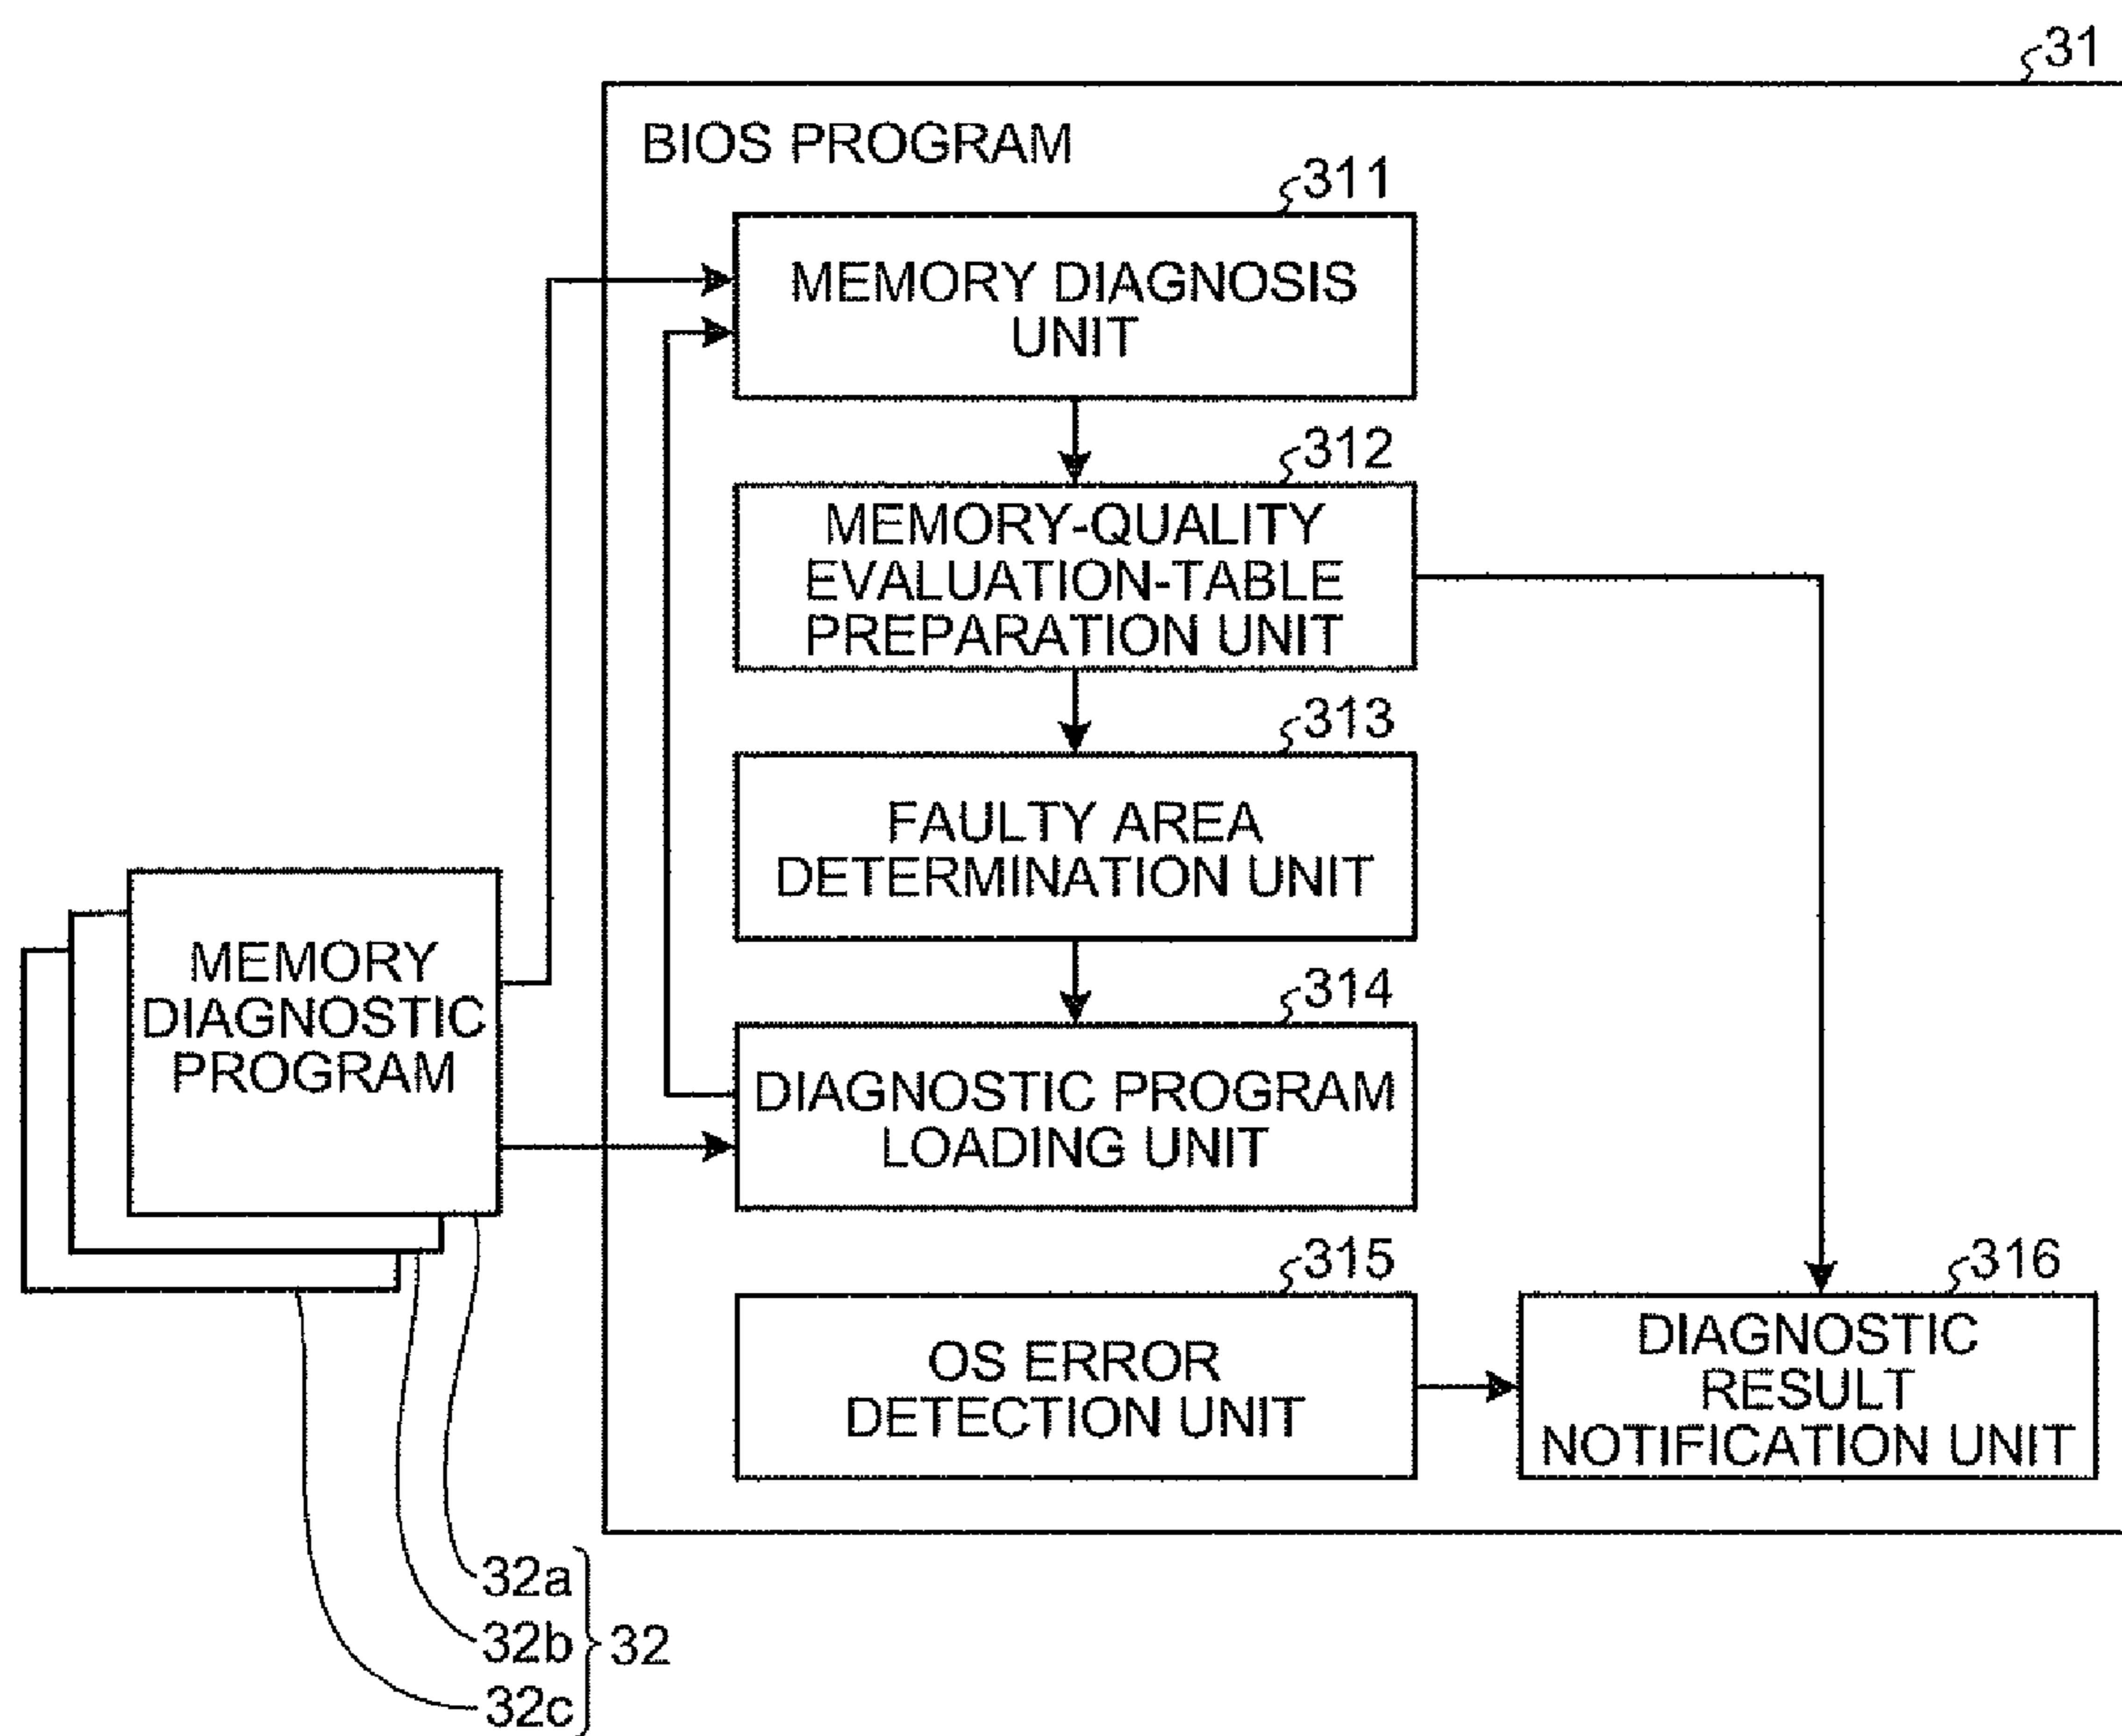 31
BIOS PROGRAM
311
MEMORY DIAGNOSIS
UNIT
312
MEMORY-QUALITY
EVALUATION-TABLE
PREPARATION UNIT
313
FAULTY AREA
DETERMINATION UNIT
MEMORY
DIAGNOSTIC
PROGRAM
314
DIAGNOSTIC PROGRAM
LOADING UNIT
315
OS ERROR
DETECTION UNIT
316
DIAGNOSTIC
RESULT
NOTIFICATION UNIT
32a
32b
32c
32